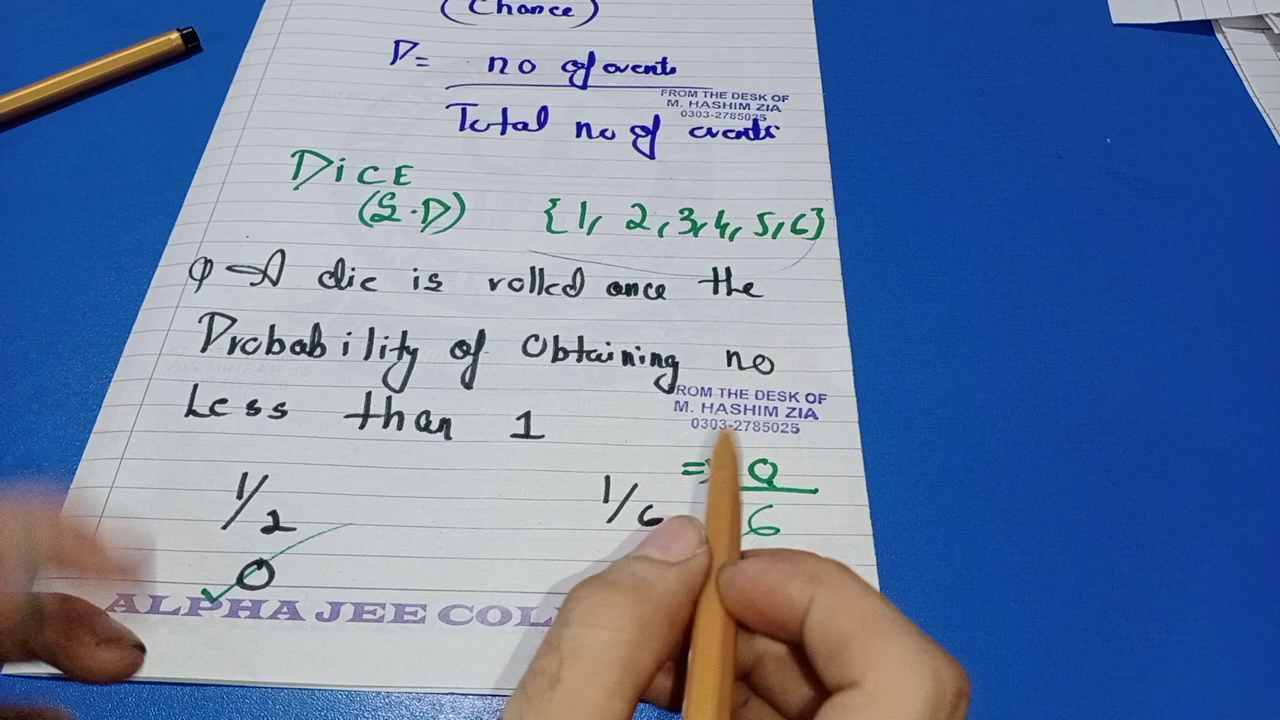 (Chance)
P= no of events
Total no of events
FROM THE DESK OF
M. HASHIM ZIA
0303-2785025
DiCE
(S.D) {1, 2, 3, 4, 5, 6}
Q → A die is rolled once the
Probability of Obtaining no
Less than 1
ROM THE DESK OF
M. HASHIM ZIA
0303-2785025
1/2 1/6 => 0/6
0
ALPHA JEE COL